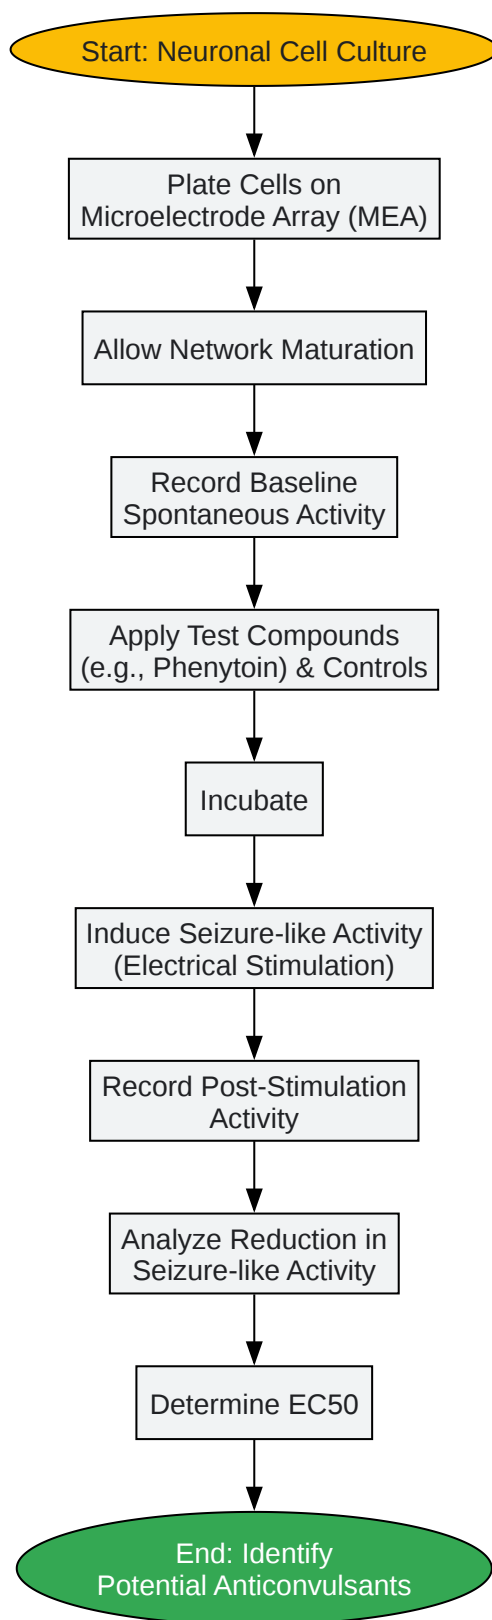 Start: Neuronal Cell Culture
Plate Cells on
Microelectrode Array (MEA)
Allow Network Maturation
Record Baseline
Spontaneous Activity
Apply Test Compounds
(e.g., Phenytoin) & Controls
Incubate
Induce Seizure-like Activity
(Electrical Stimulation)
Record Post-Stimulation
Activity
Analyze Reduction in
Seizure-like Activity
Determine EC50
End: Identify
Potential Anticonvulsants